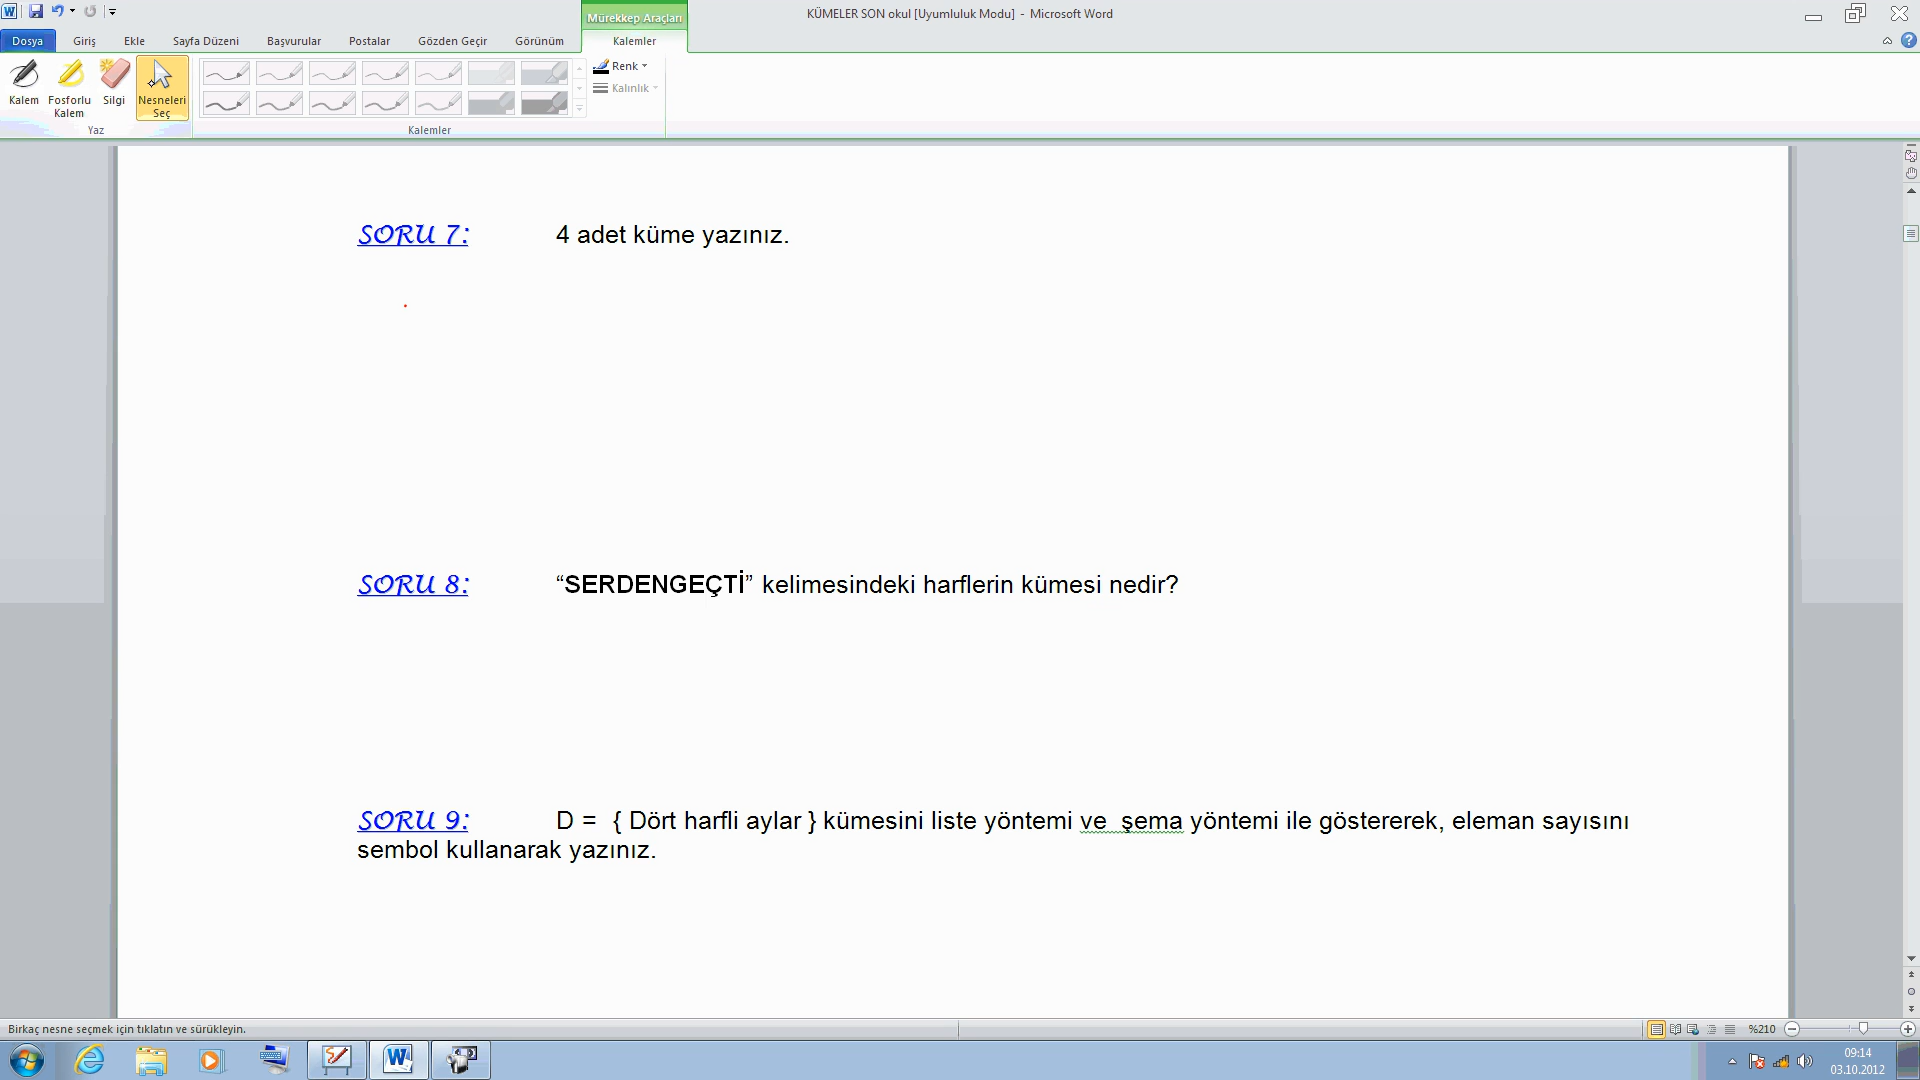 KÜMELER SON okul [Uyumluluk Modu] - Microsoft Word
Mürekkep Araçları
Dosya Giriş Ekle Sayfa Düzeni Başvurular Postalar Gözden Geçir Görünüm Kalemler
Kalem Fosforlu Kalem Silgi Nesneleri Seç
Renk
Kalınlık
Yaz Kalemler
SORU 7: 4 adet küme yazınız.
SORU 8: “SERDENGEÇTİ” kelimesindeki harflerin kümesi nedir?
SORU 9: D = { Dört harfli aylar } kümesini liste yöntemi ve şema yöntemi ile göstererek, eleman sayısını
sembol kullanarak yazınız.
Birkaç nesne seçmek için tıklatın ve sürükleyin.
%210
09:14
03.10.2012